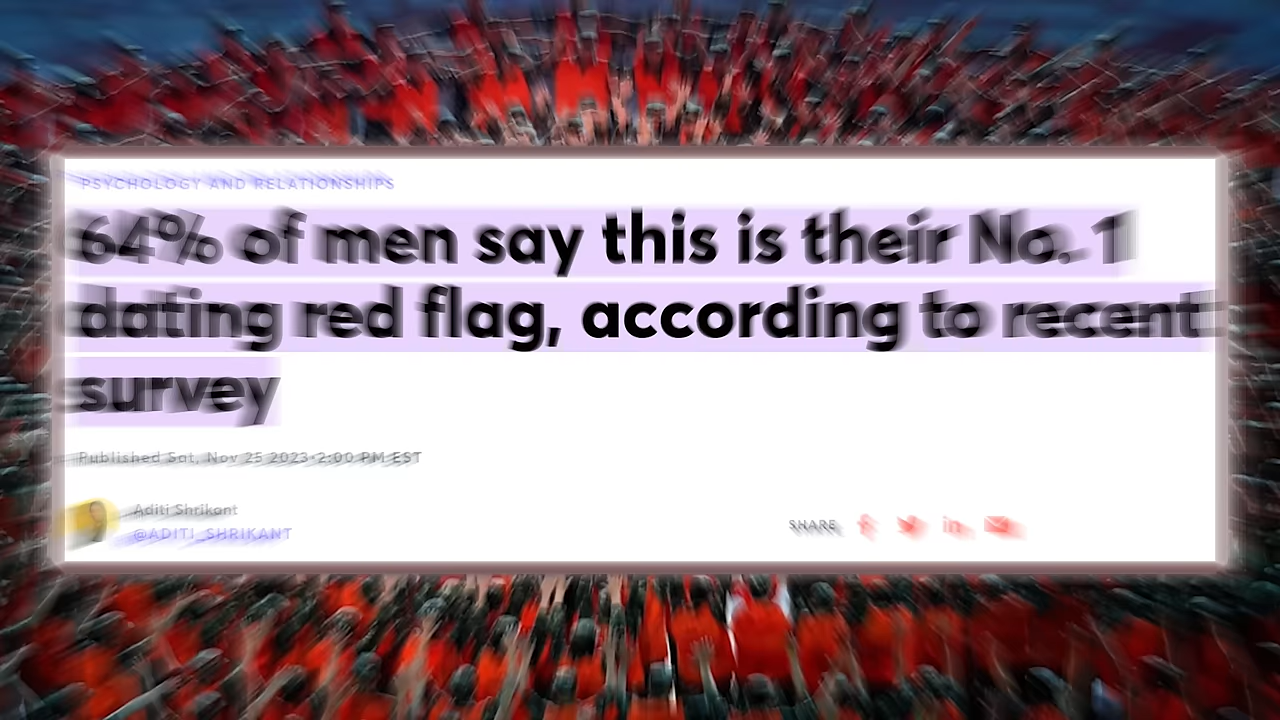 PSYCHOLOGY AND RELATIONSHIPS
64% of men say this is their No. 1
dating red flag, according to recent
survey
Published Sat, Nov 25 2023·2:00 PM EST
Aditi Shrikant
@ADITI_SHRIKANT
SHARE
in